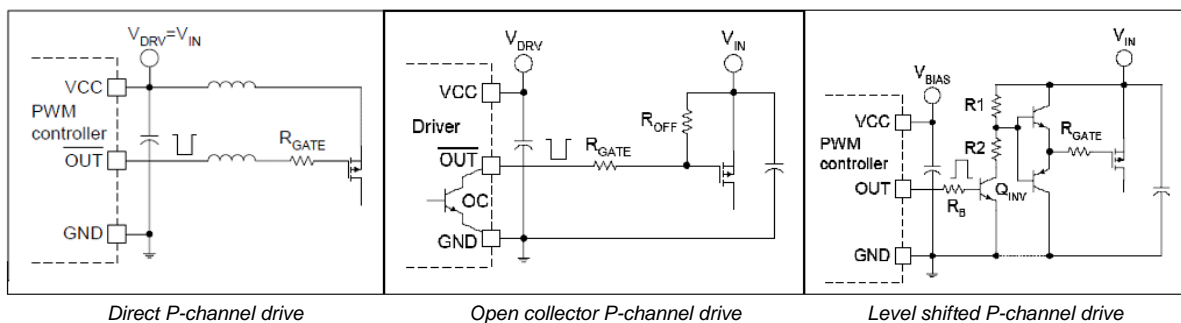 V_DRV=V_IN
VCC
PWM
controller
OUT
R_GATE
GND
Direct P-channel drive
V_DRV
V_IN
VCC
Driver
R_OFF
OUT
R_GATE
OC
GND
Open collector P-channel drive
V_IN
V_BIAS
R1
VCC
R_GATE
PWM
controller
R2
OUT
Q_INV
R_B
GND
Level shifted P-channel drive